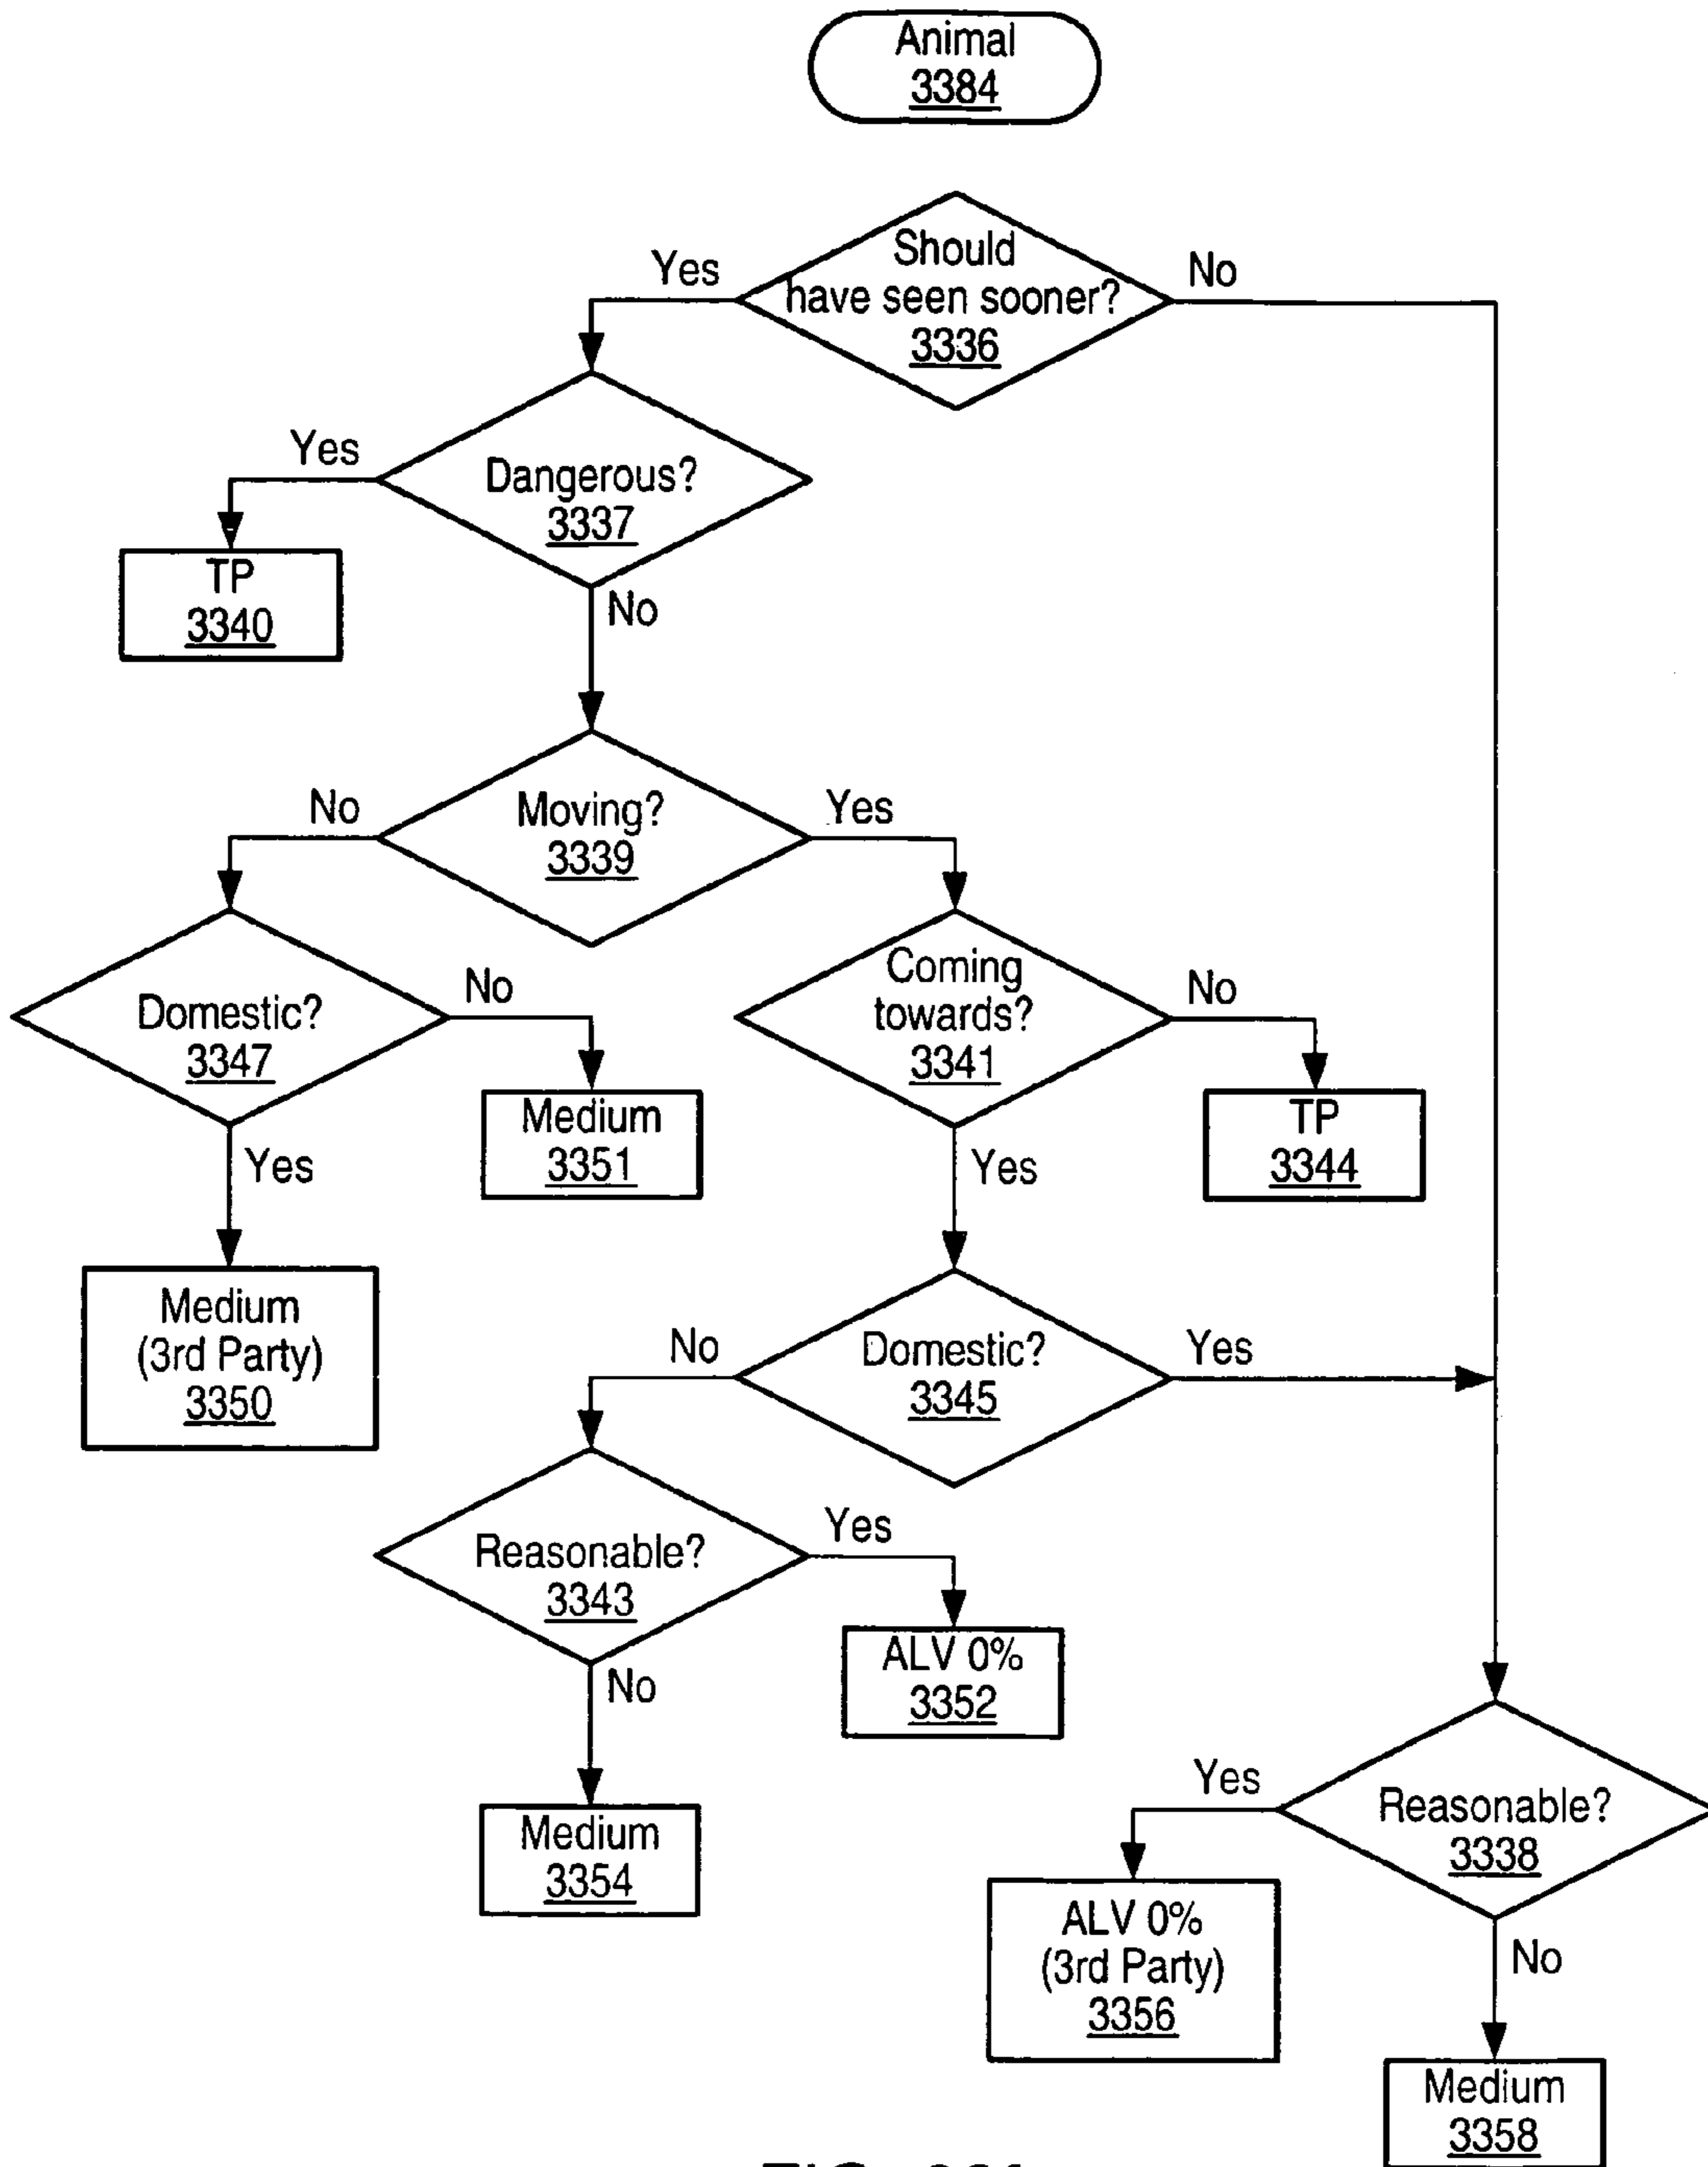 Animal
3384
Should
have seen sooner?
3336
Yes
No
Dangerous?
3337
Yes
No
TP
3340
Moving?
3339
No
Yes
Domestic?
3347
No
Yes
Coming
towards?
3341
No
Yes
Medium
3351
TP
3344
Medium
(3rd Party)
3350
Domestic?
3345
No
Yes
Reasonable?
3343
Yes
No
ALV 0%
3352
Medium
3354
Reasonable?
3338
Yes
No
ALV 0%
(3rd Party)
3356
Medium
3358